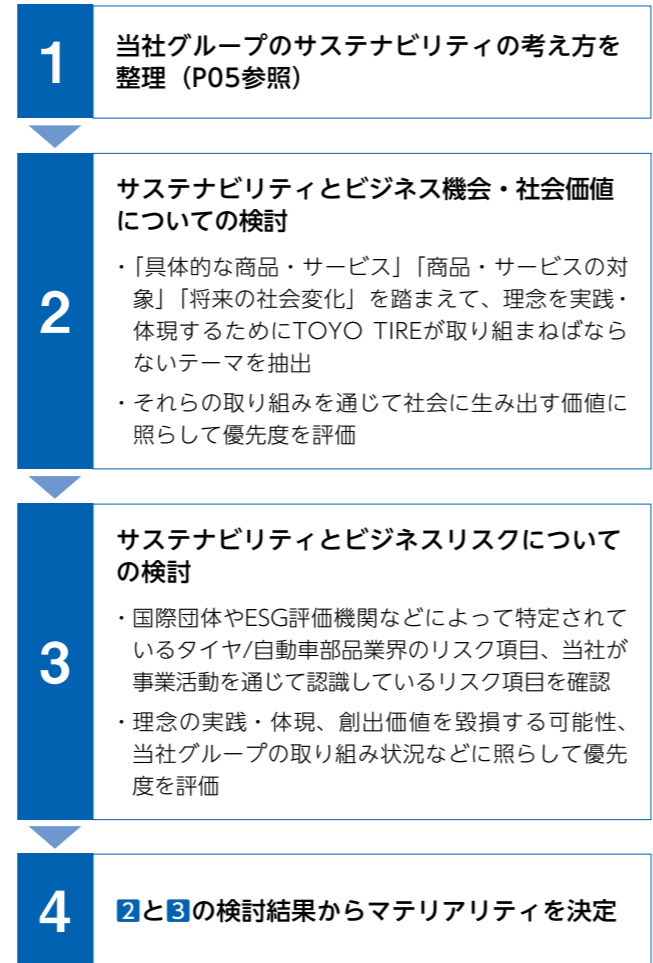 1
当社グループのサステナビリティの考え方を
整理（P05参照）
2
サステナビリティとビジネス機会・社会価値
についての検討
・「具体的な商品・サービス」「商品・サービスの対
象」「将来の社会変化」を踏まえて、理念を実践・
体現するためにTOYO TIREが取り組まねばなら
ないテーマを抽出
・それらの取り組みを通じて社会に生み出す価値に
照らして優先度を評価
3
サステナビリティとビジネスリスクについて
の検討
・国際団体やESG評価機関などによって特定されて
いるタイヤ/自動車部品業界のリスク項目、当社が
事業活動を通じて認識しているリスク項目を確認
・理念の実践・体現、創出価値を毀損する可能性、
当社グループの取り組み状況などに照らして優先
度を評価
4
2と3の検討結果からマテリアリティを決定